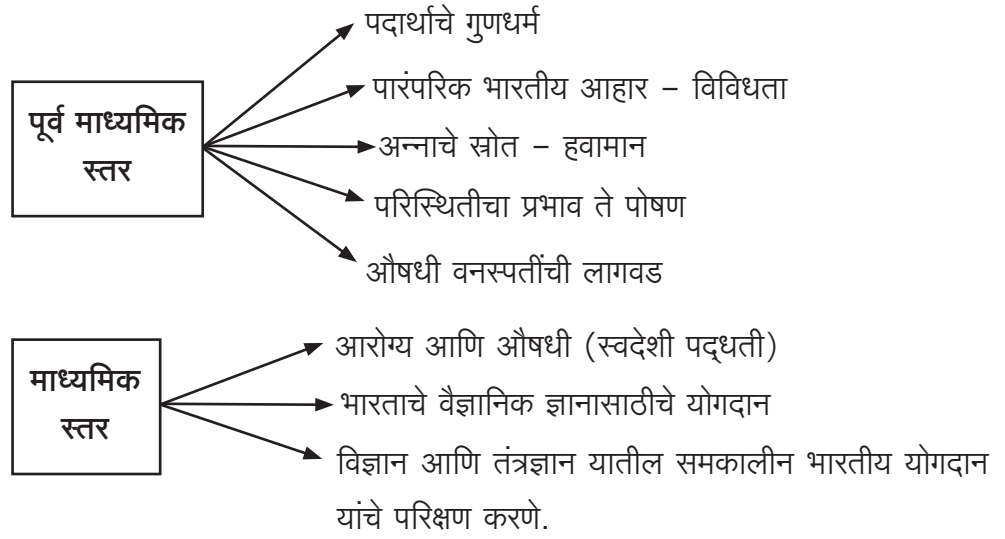 पदार्थाचे गुणधर्म
पारंपरिक भारतीय आहार – विविधता
पूर्व माध्यमिक
स्तर
अन्नाचे स्रोत – हवामान
परिस्थितीचा प्रभाव ते पोषण
औषधी वनस्पतींची लागवड
आरोग्य आणि औषधी (स्वदेशी पद्धती)
माध्यमिक
स्तर
भारताचे वैज्ञानिक ज्ञानासाठीचे योगदान
विज्ञान आणि तंत्रज्ञान यातील समकालीन भारतीय योगदान
यांचे परिक्षण करणे.